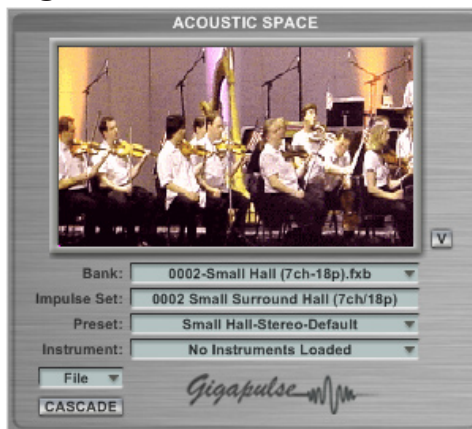 ACOUSTIC SPACE
V
Bank: 0002-Small Hall (7ch-18p).fxb
Impulse Set: 0002 Small Surround Hall (7ch/18p)
Preset: Small Hall-Stereo-Default
Instrument: No Instruments Loaded
File
Gigapulse
CASCADE